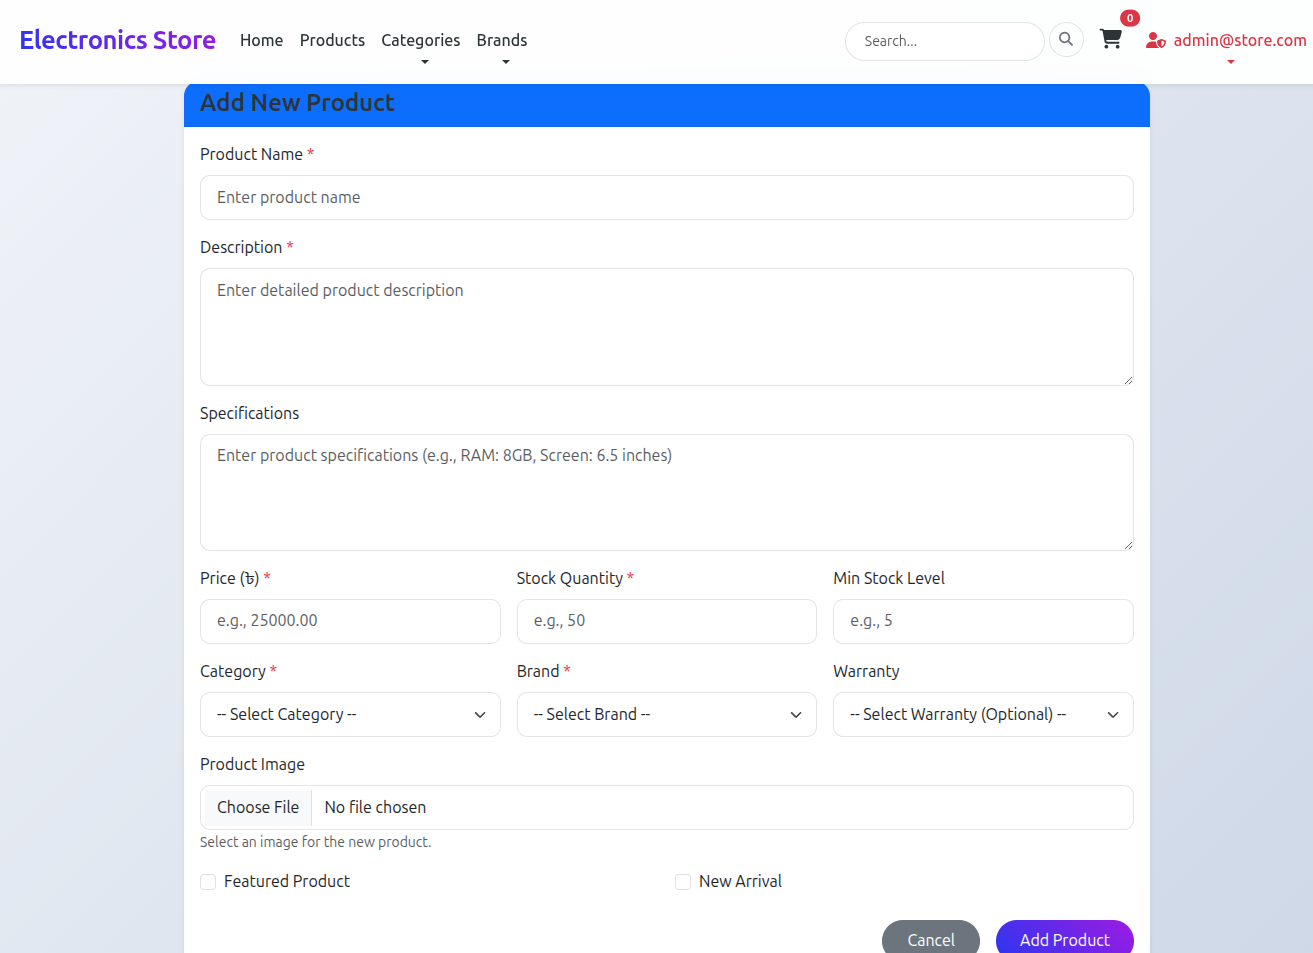 Electronics Store Home Products Categories Brands Search... 0 admin@store.com
Add New Product
Product Name *
Enter product name
Description *
Enter detailed product description
Specifications
Enter product specifications (e.g., RAM: 8GB, Screen: 6.5 inches)
Price (৳) * Stock Quantity * Min Stock Level
e.g., 25000.00 e.g., 50 e.g., 5
Category * Brand * Warranty
-- Select Category -- -- Select Brand -- -- Select Warranty (Optional) --
Product Image
Choose File No file chosen
Select an image for the new product.
Featured Product New Arrival
Cancel Add Product